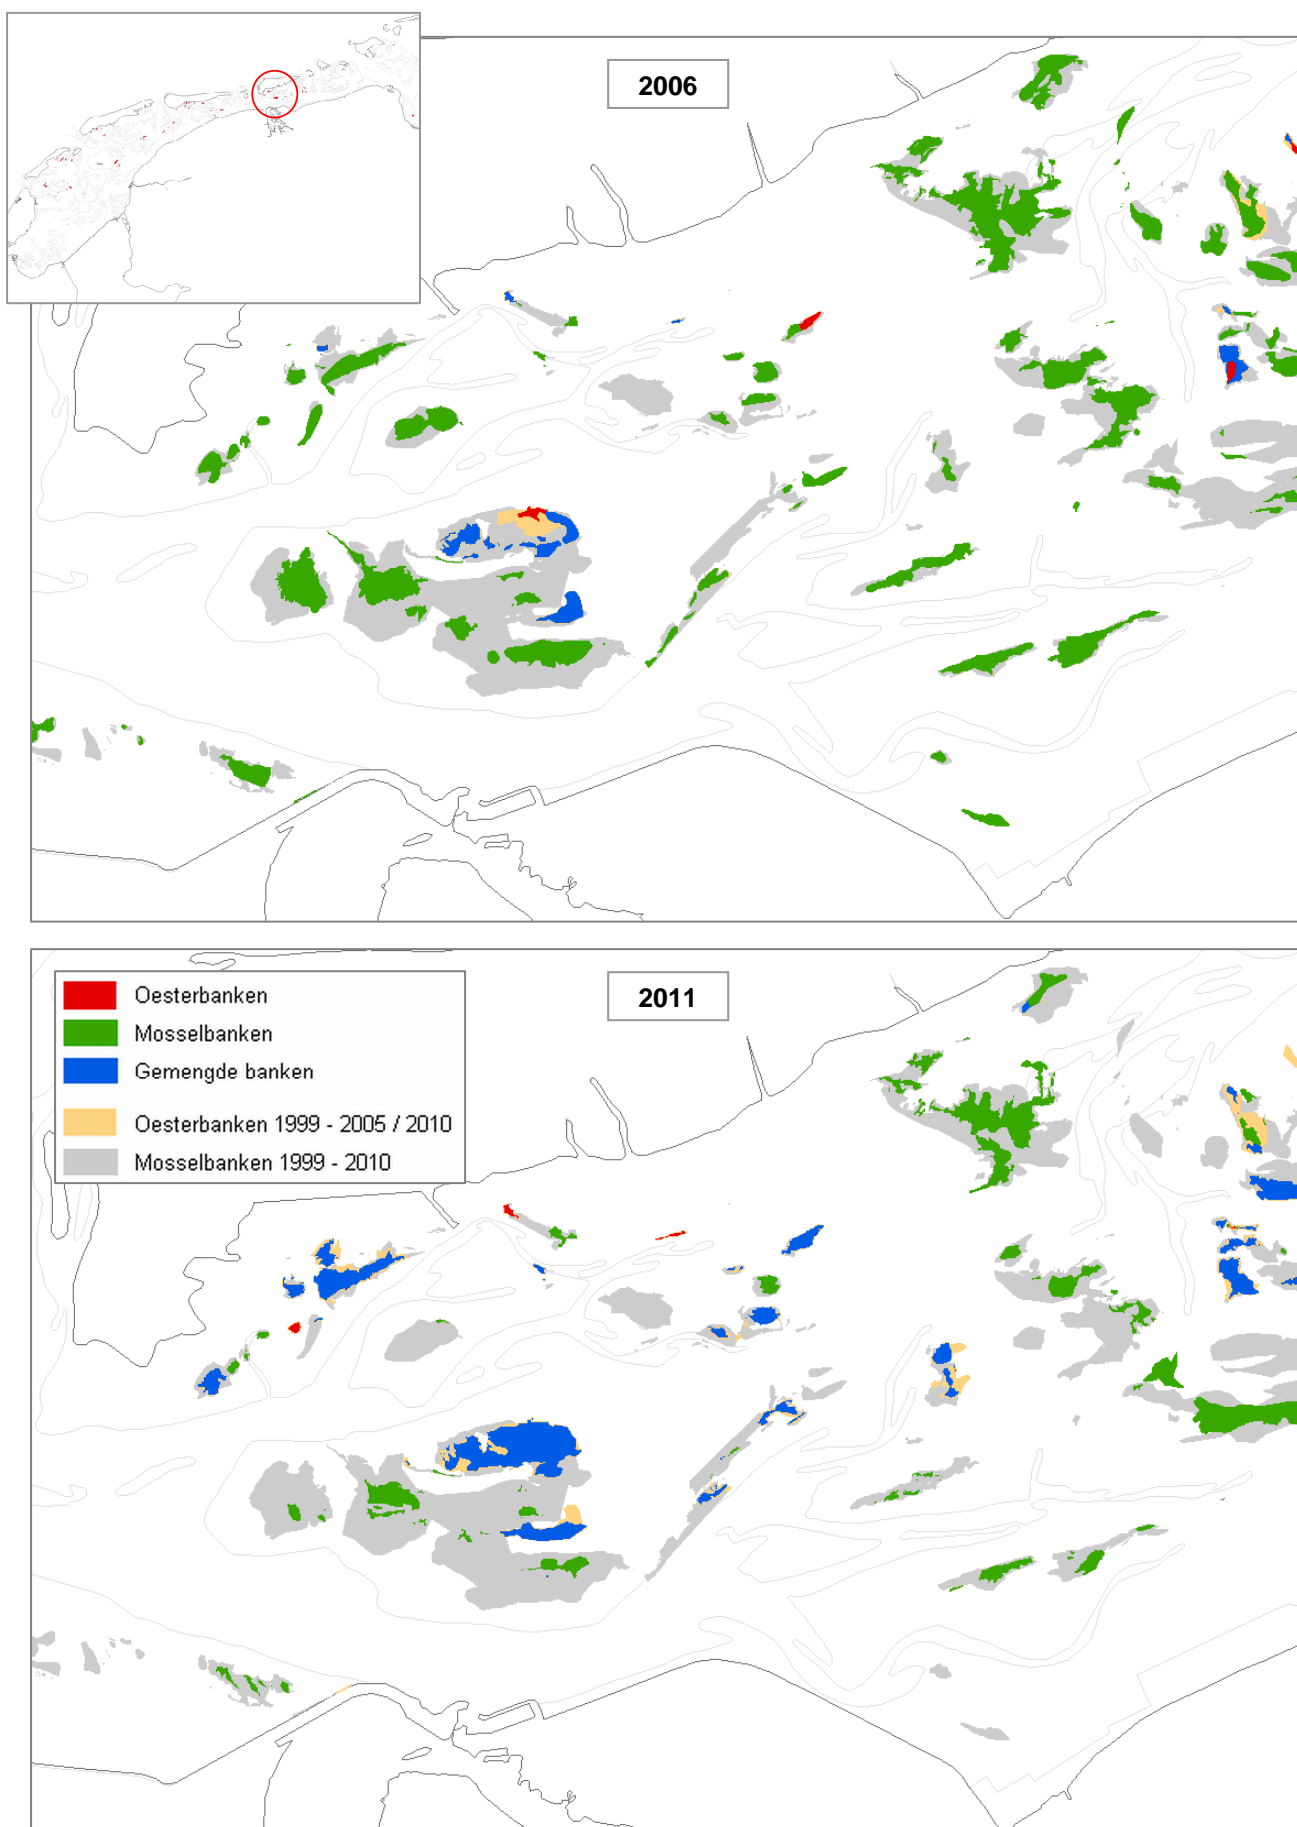 2006
2011
Oesterbanken
Mosselbanken
Gemengde banken
Oesterbanken 1999 - 2005 / 2010
Mosselbanken 1999 - 2010